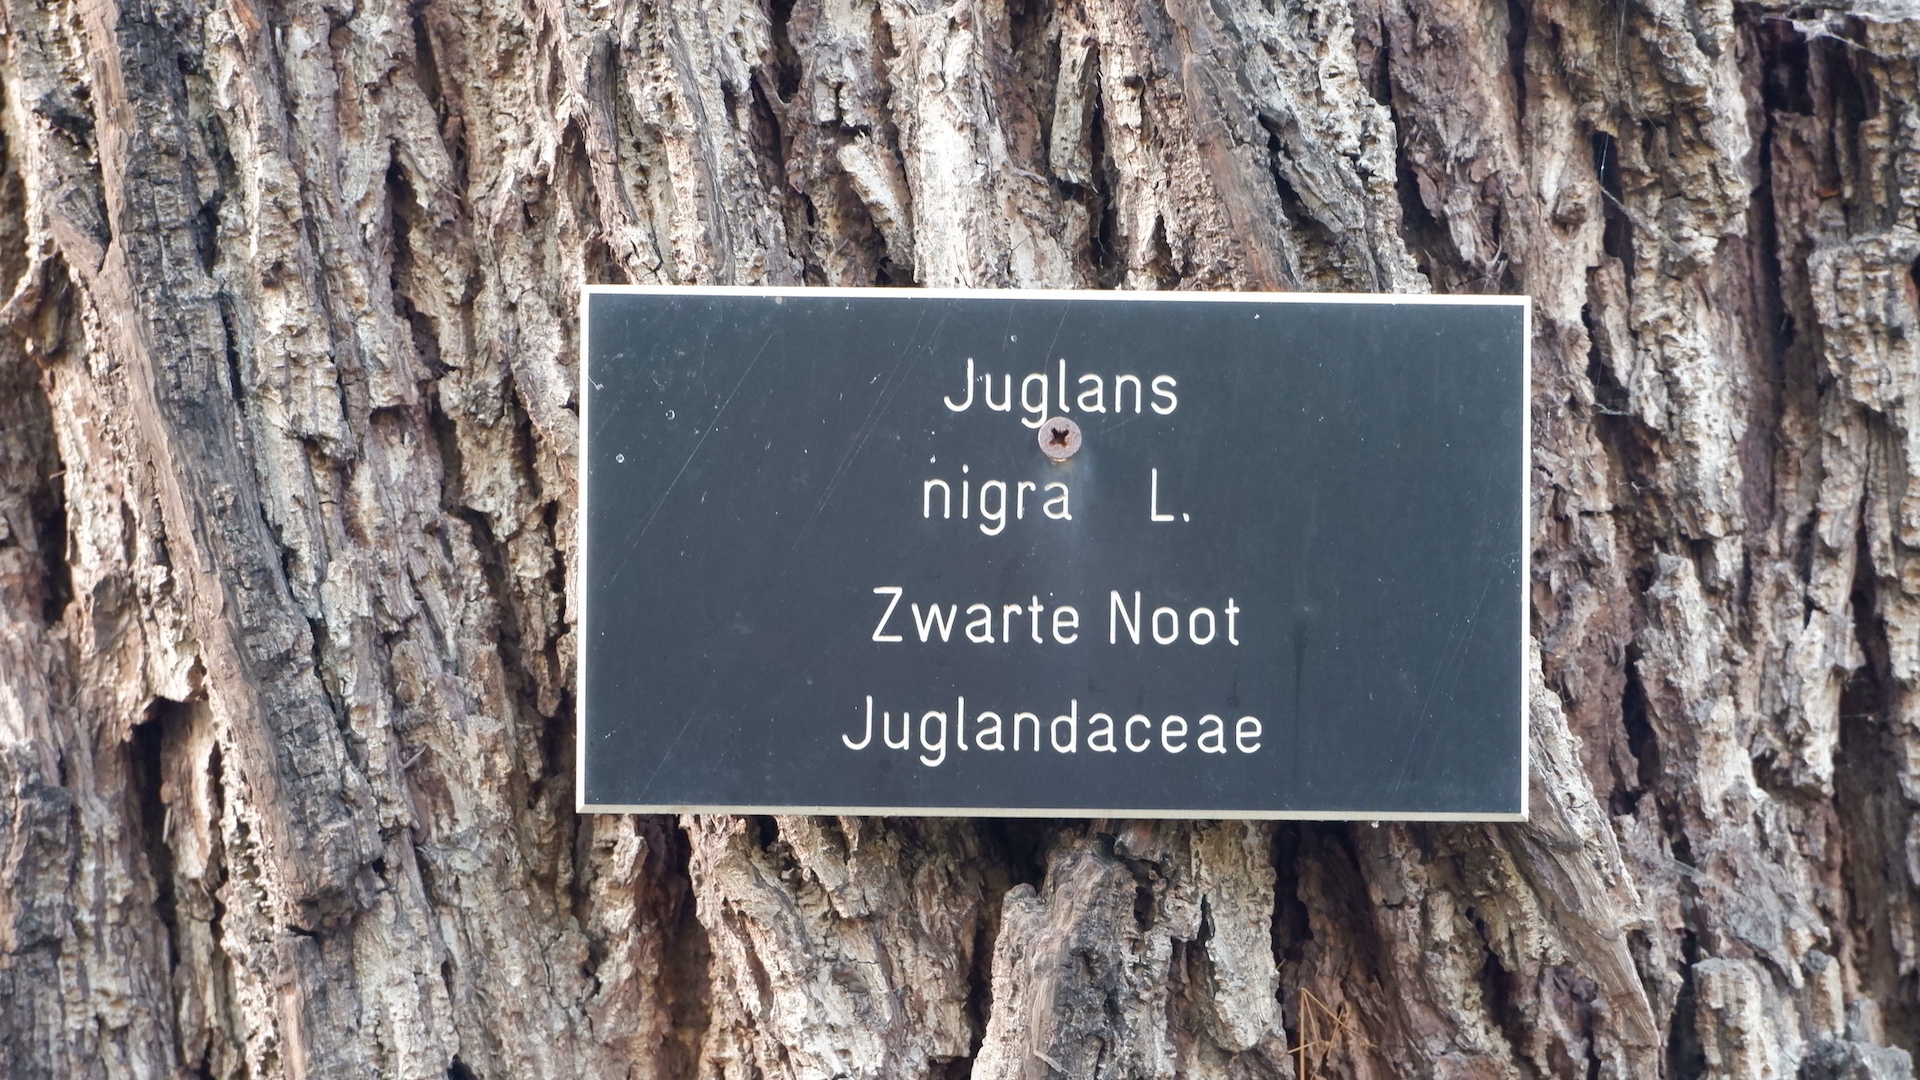 Juglans
nigra L.
Zwarte Noot
Juglandaceae